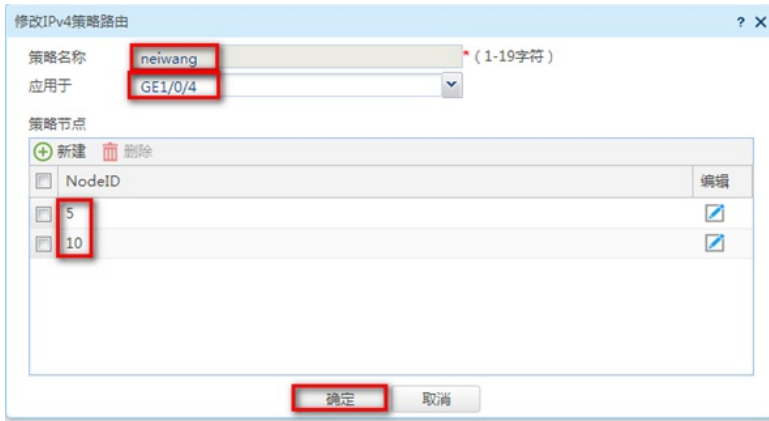 修改IPv4策略路由 ? X
策略名称 neiwang * (1-19字符)
应用于 GE1/0/4
策略节点
新建 删除
NodeID 编辑
5
10
确定 取消